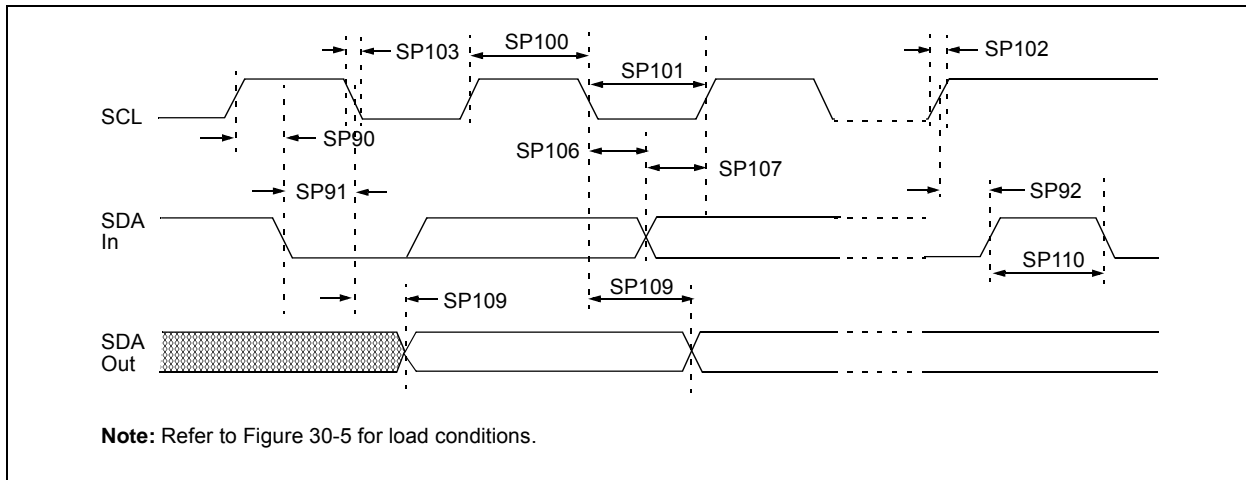 SP103
SP100
SP102
SP101
SCL
SP90
SP106
SP107
SP91
SP92
SDA
In
SP110
SP109
SP109
SDA
Out
Note: Refer to Figure 30-5 for load conditions.